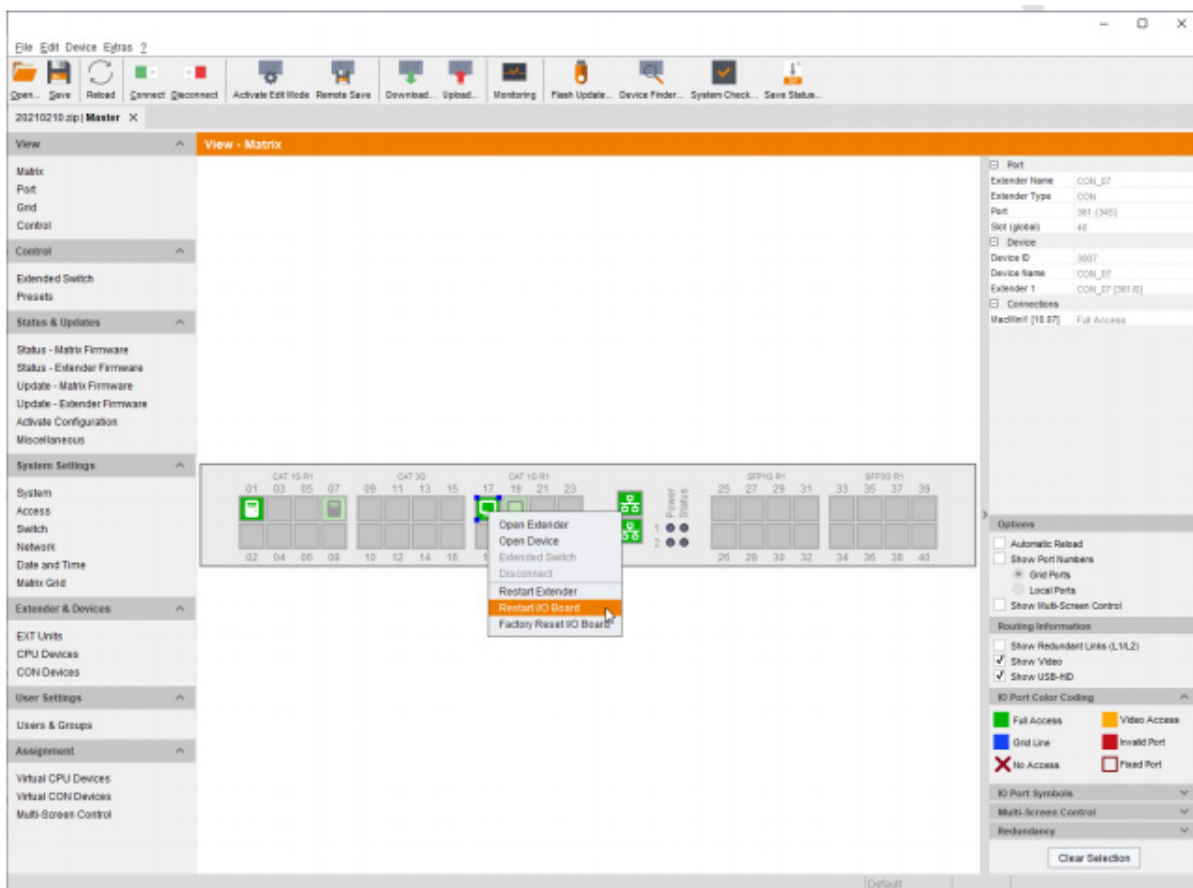 File Edit Device Extras ?
Open... Save Reload Connect Disconnect Activate Edit Mode Remote Save Download... Upload... Monitoring Flash Update... Device Finder... System Check... Save Status...
20210210.zip | Master X
View
View - Matrix
Matrix
Port
Grid
Control
Control
Extended Switch
Presets
Status & Updates
Status - Matrix Firmware
Status - Extender Firmware
Update - Matrix Firmware
Update - Extender Firmware
Activate Configuration
Miscellaneous
System Settings
System
Access
Switch
Network
Date and Time
Matrix Grid
Extender & Devices
EXT Units
CPU Devices
CON Devices
User Settings
Users & Groups
Assignment
Virtual CPU Devices
Virtual CON Devices
Multi-Screen Control
CAT 1G R1 CAT 3G CAT 1G R1 SFP1G R1 SFP3G R1
01 03 05 07 09 11 13 15 17 19 21 23 25 27 29 31 33 35 37 39
Power
Status
1
2
02 04 06 08 10 12 14 16 26 28 30 32 34 36 38 40
Open Extender
Open Device
Extended Switch
Disconnect
Restart Extender
Restart I/O Board
Factory Reset I/O Board
Port
Extender Name CON_07
Extender Type CON
Port 361 (345)
Slot (global) 46
Device
Device ID 3007
Device Name CON_07
Extender 1 CON_07 [361/0]
Connections
MacMini1 [10.07] Full Access
Options
Automatic Reload
Show Port Numbers
Grid Ports
Local Ports
Show Multi-Screen Control
Routing Information
Show Redundant Links (L1/L2)
Show Video
Show USB-HID
IO Port Color Coding
Full Access Video Access
Grid Line Invalid Port
No Access Fixed Port
IO Port Symbols
Multi-Screen Control
Redundancy
Clear Selection
Default